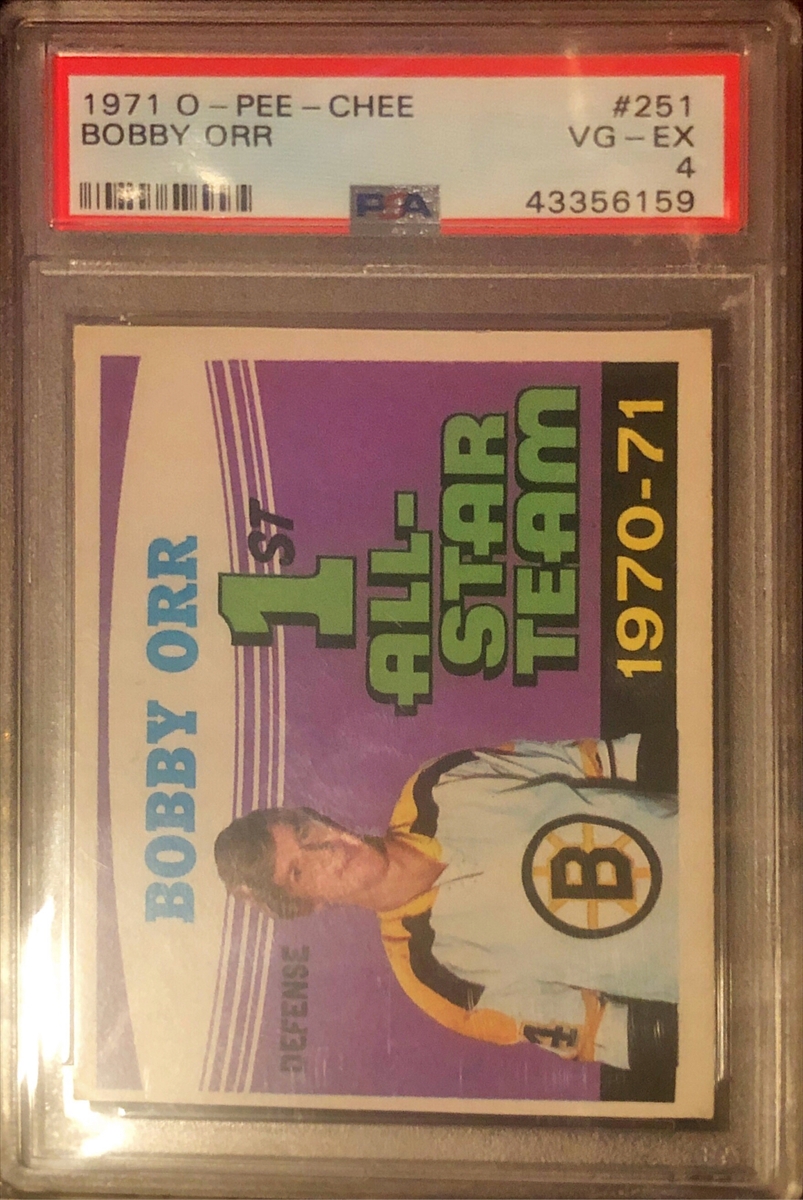 1971 O-PEE-CHEE #251
BOBBY ORR VG-EX
4
PSA 43356159
BOBBY ORR
1ST
ALL-
STAR
TEAM
1970-71
DEFENSE
B
4